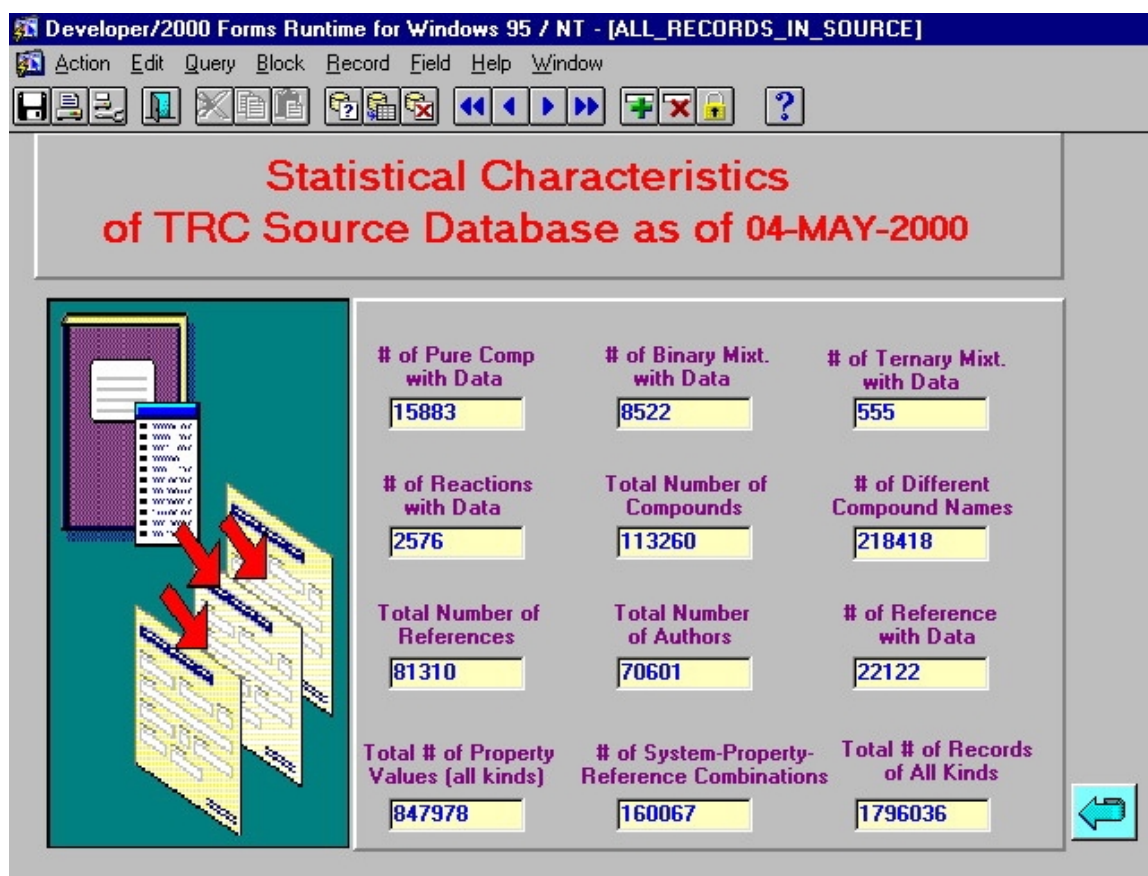 Developer/2000 Forms Runtime for Windows 95 / NT - [ALL_RECORDS_IN_SOURCE]
Action Edit Query Block Record Field Help Window
Statistical Characteristics
of TRC Source Database as of 04-MAY-2000
# of Pure Comp
with Data
15883
# of Binary Mixt.
with Data
8522
# of Ternary Mixt.
with Data
555
# of Reactions
with Data
2576
Total Number of
Compounds
113260
# of Different
Compound Names
218418
Total Number of
References
81310
Total Number
of Authors
70601
# of Reference
with Data
22122
Total # of Property
Values (all kinds)
847978
# of System-Property-
Reference Combinations
160067
Total # of Records
of All Kinds
1796036